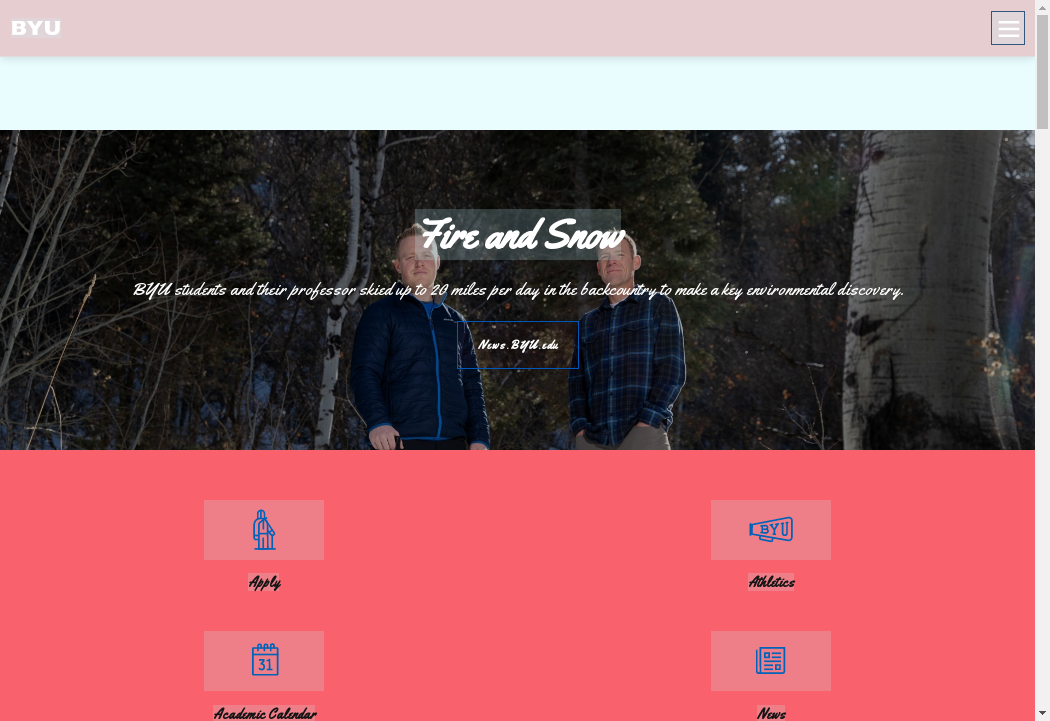 BYU
Fire and Snow
BYU students and their professor skied up to 20 miles per day in the backcountry to make a key environmental discovery.
News.BYU.edu
BYU
Apply
Athletics
31
Academic Calendar
News